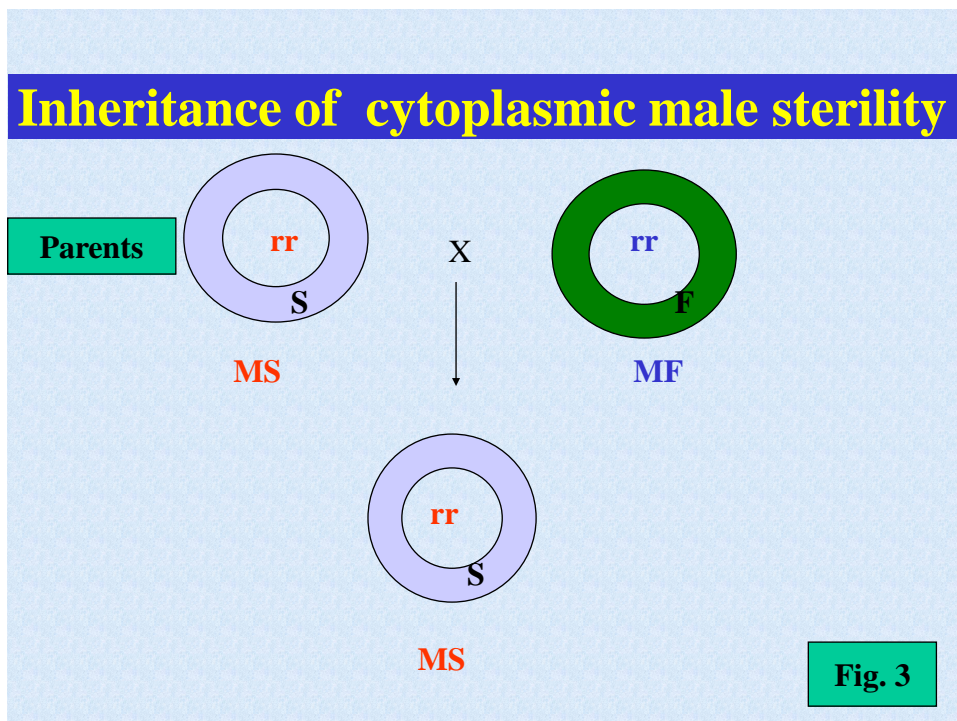 Inheritance of cytoplasmic male sterility
Parents
rr
X
rr
S
F
MS
MF
rr
S
MS
Fig. 3